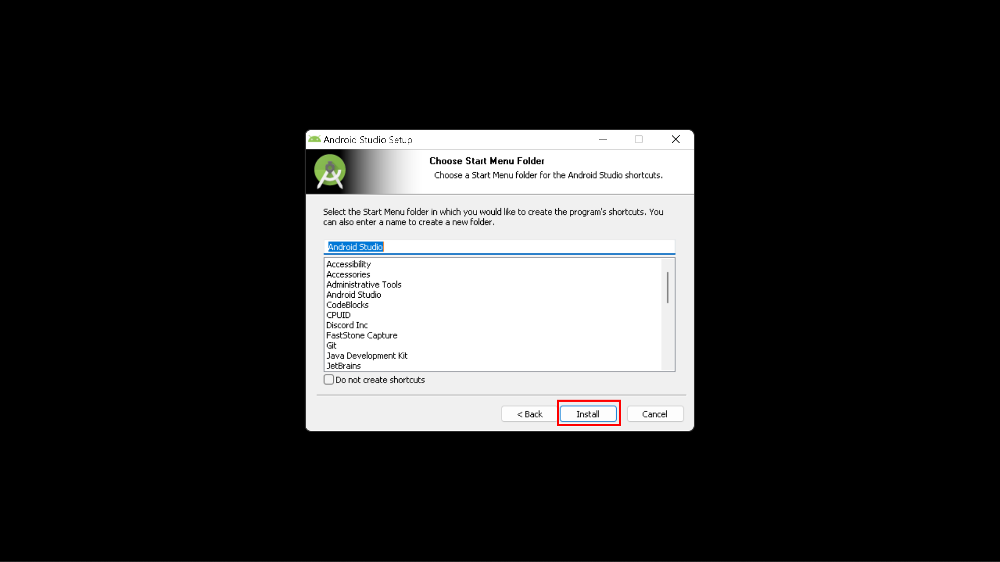 Android Studio Setup
Choose Start Menu Folder
Choose a Start Menu folder for the Android Studio shortcuts.
Select the Start Menu folder in which you would like to create the program's shortcuts. You
can also enter a name to create a new folder.
Android Studio
Accessibility
Accessories
Administrative Tools
Android Studio
CodeBlocks
CPUID
Discord Inc
FastStone Capture
Git
Java Development Kit
JetBrains
Do not create shortcuts
< Back
Install
Cancel